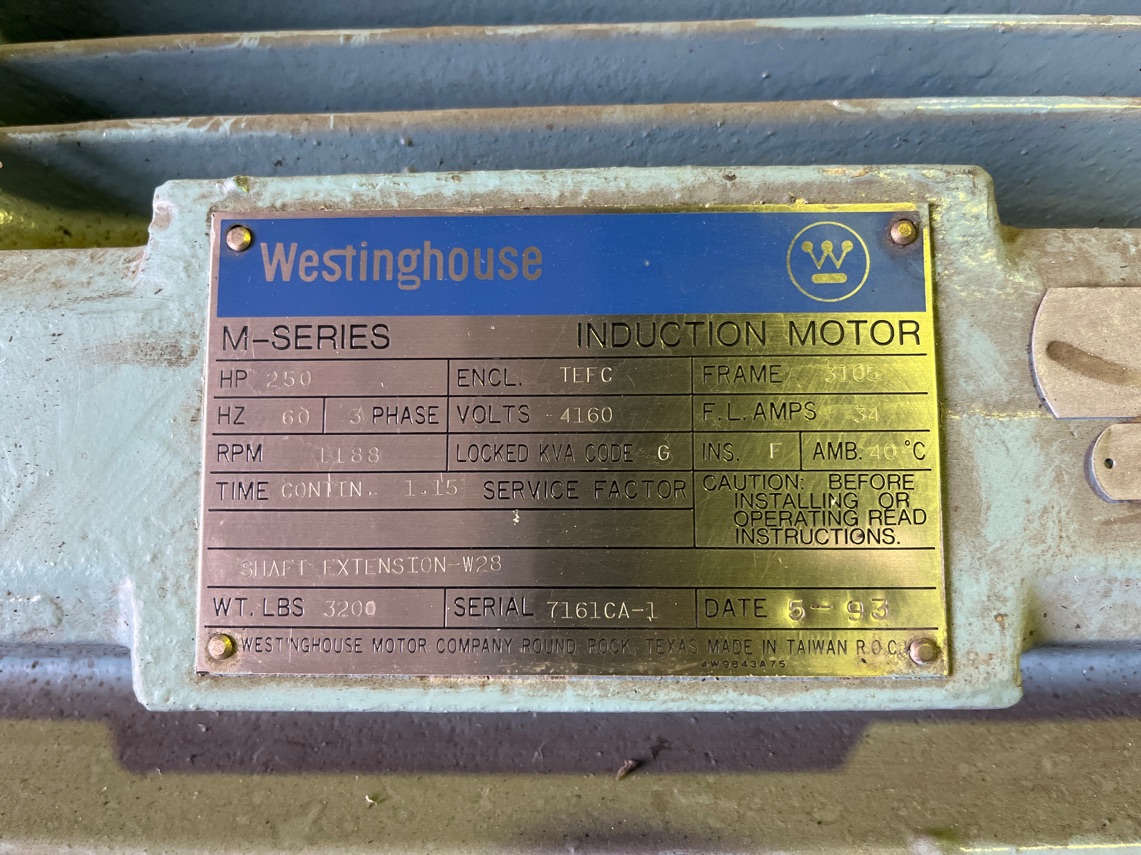 Westinghouse W
M-SERIES INDUCTION MOTOR
HP 250 ENCL. TEFC FRAME 3105
HZ 60 3 PHASE VOLTS 4160 F.L. AMPS 34
RPM 1188 LOCKED KVA CODE G INS. F AMB. 40 °C
TIME CONTIN. 1.15 SERVICE FACTOR CAUTION: BEFORE
INSTALLING OR
OPERATING READ
INSTRUCTIONS.
SHAFT EXTENSION-W28
WT. LBS 3200 SERIAL 7161CA-1 DATE 5-93
WESTINGHOUSE MOTOR COMPANY ROUND ROCK, TEXAS MADE IN TAIWAN R.O.C.
4W9843A75